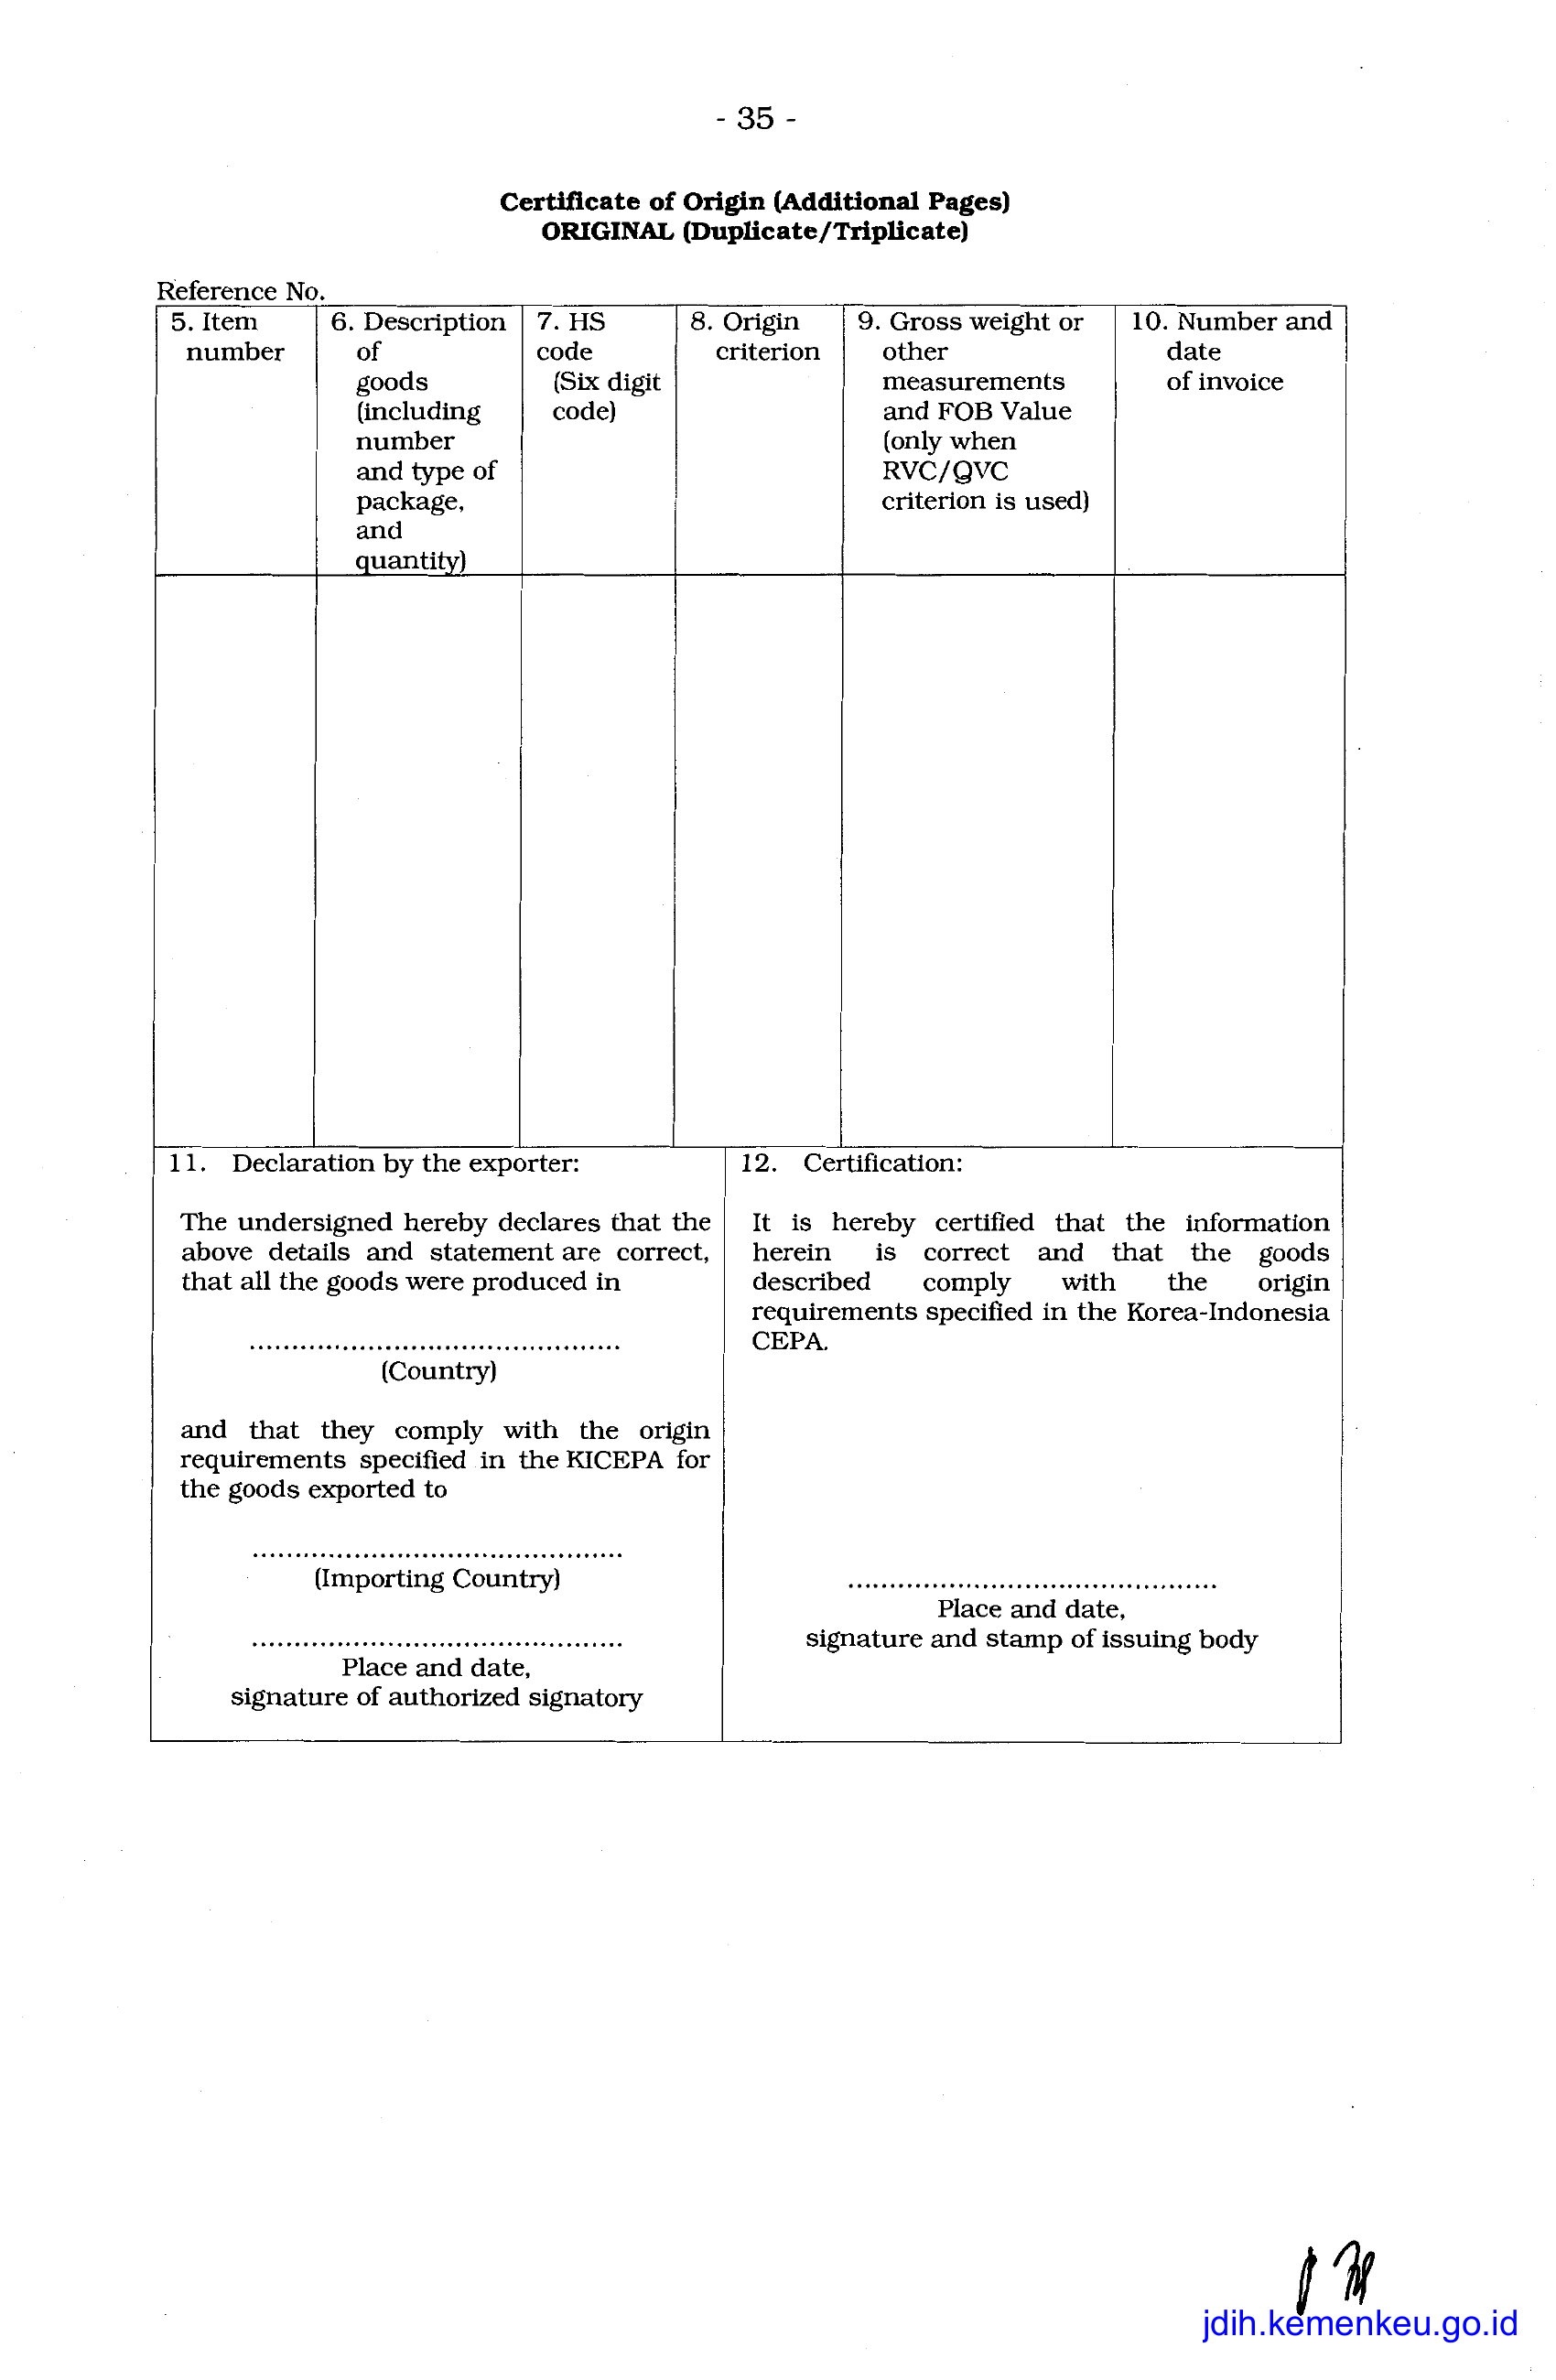 - 35 -
Certificate of Origin (Additional Pages)
ORIGINAL (Duplicate/Triplicate)
Reference No.
5. Item
number
6. Description
of
goods
(including
number
and type of
package,
and
quantity)
7. HS
code
(Six digit
code)
8. Origin
criterion
9. Gross weight or
other
measurements
and FOB Value
(only when
RVC/QVC
criterion is used)
10. Number and
date
of invoice
11. Declaration by the exporter:
The undersigned hereby declares that the
above details and statement are correct,
that all the goods were produced in
............................................
(Country)
and that they comply with the origin
requirements specified in the KICEPA for
the goods exported to
............................................
(Importing Country)
............................................
Place and date,
signature of authorized signatory
12. Certification:
It is hereby certified that the information
herein is correct and that the goods
described comply with the origin
requirements specified in the Korea-Indonesia
CEPA.
............................................
Place and date,
signature and stamp of issuing body
jdih.kemenkeu.go.id